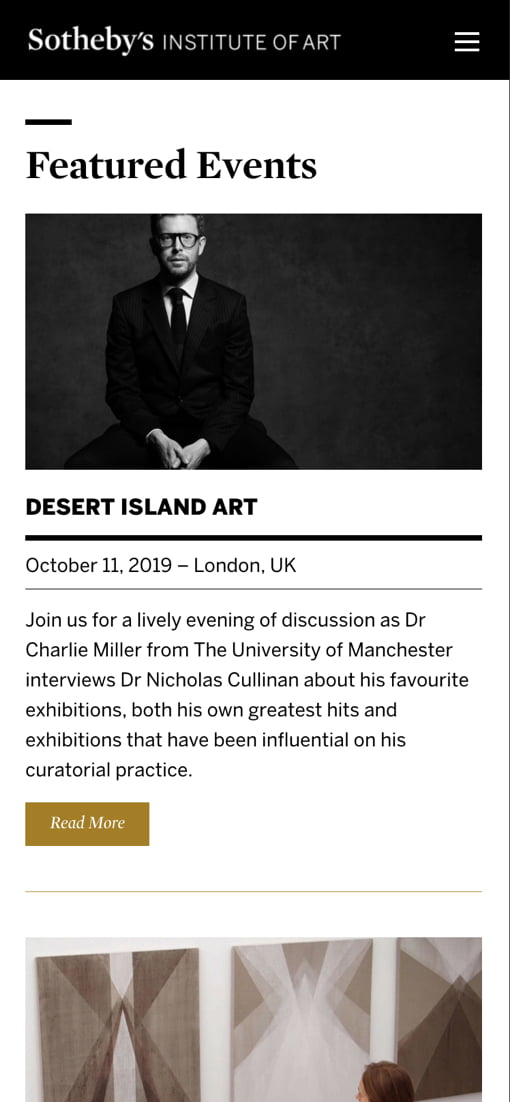 Sotheby's INSTITUTE OF ART
Featured Events
DESERT ISLAND ART
October 11, 2019 – London, UK
Join us for a lively evening of discussion as Dr
Charlie Miller from The University of Manchester
interviews Dr Nicholas Cullinan about his favourite
exhibitions, both his own greatest hits and
exhibitions that have been influential on his
curatorial practice.
Read More